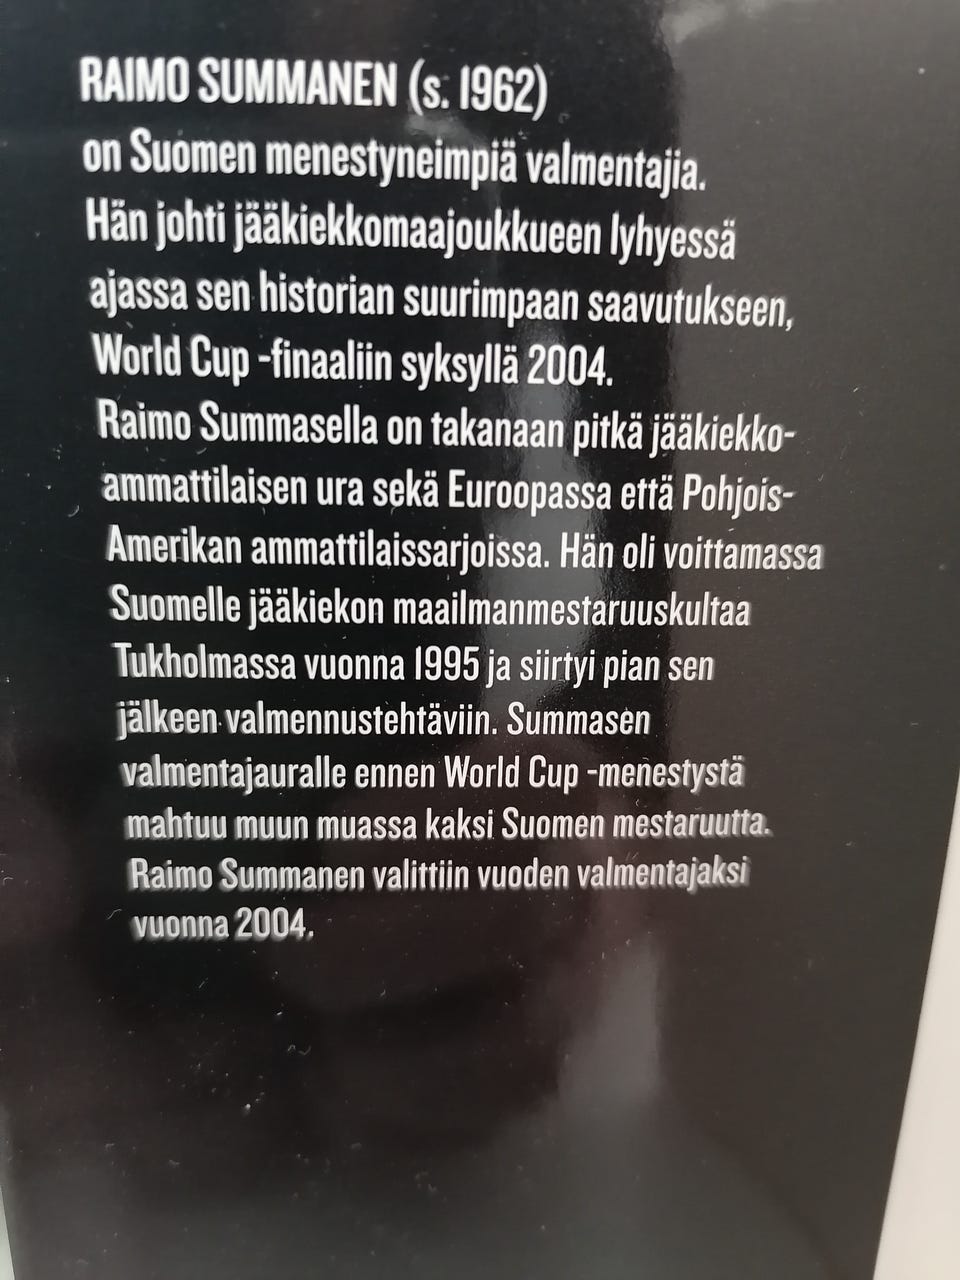 RAIMO SUMMANEN (s. 1962)
on Suomen menestyneimpiä valmentajia.
Hän johti jääkiekkomaajoukkueen lyhyessä
ajassa sen historian suurimpaan saavutukseen,
World Cup -finaaliin syksyllä 2004.
Raimo Summasella on takanaan pitkä jääkiekko-
ammattilaisen ura sekä Euroopassa että Pohjois-
Amerikan ammattilaissarjoissa. Hän oli voittamassa
Suomelle jääkiekon maailmanmestaruuskultaa
Tukholmassa vuonna 1995 ja siirtyi pian sen
jälkeen valmennustehtäviin. Summasen
valmentajauralle ennen World Cup -menestystä
mahtuu muun muassa kaksi Suomen mestaruutta.
Raimo Summanen valittiin vuoden valmentajaksi
vuonna 2004.